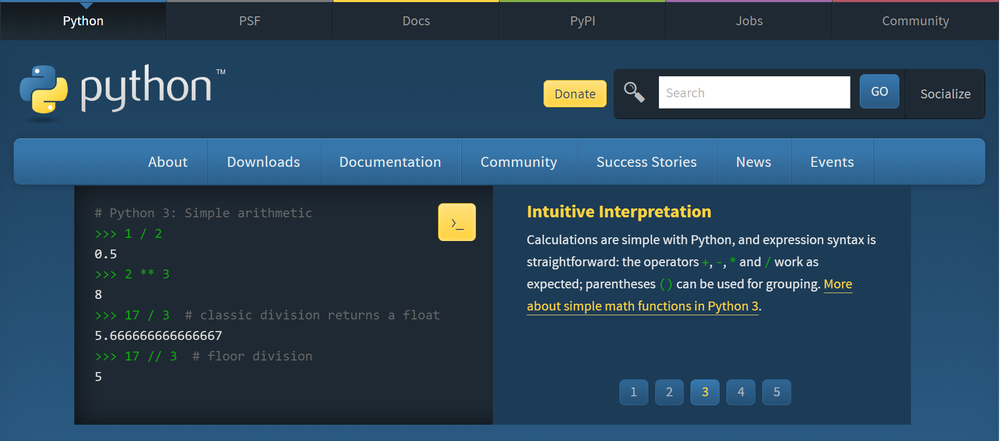 Python PSF Docs PyPI Jobs Community
python™
Donate Search GO Socialize
About Downloads Documentation Community Success Stories News Events
# Python 3: Simple arithmetic
>>> 1 / 2
0.5
>>> 2 ** 3
8
>>> 17 / 3  # classic division returns a float
5.666666666666667
>>> 17 // 3  # floor division
5
>_
Intuitive Interpretation
Calculations are simple with Python, and expression syntax is
straightforward: the operators +, -, * and / work as
expected; parentheses () can be used for grouping. More
about simple math functions in Python 3.
1 2 3 4 5